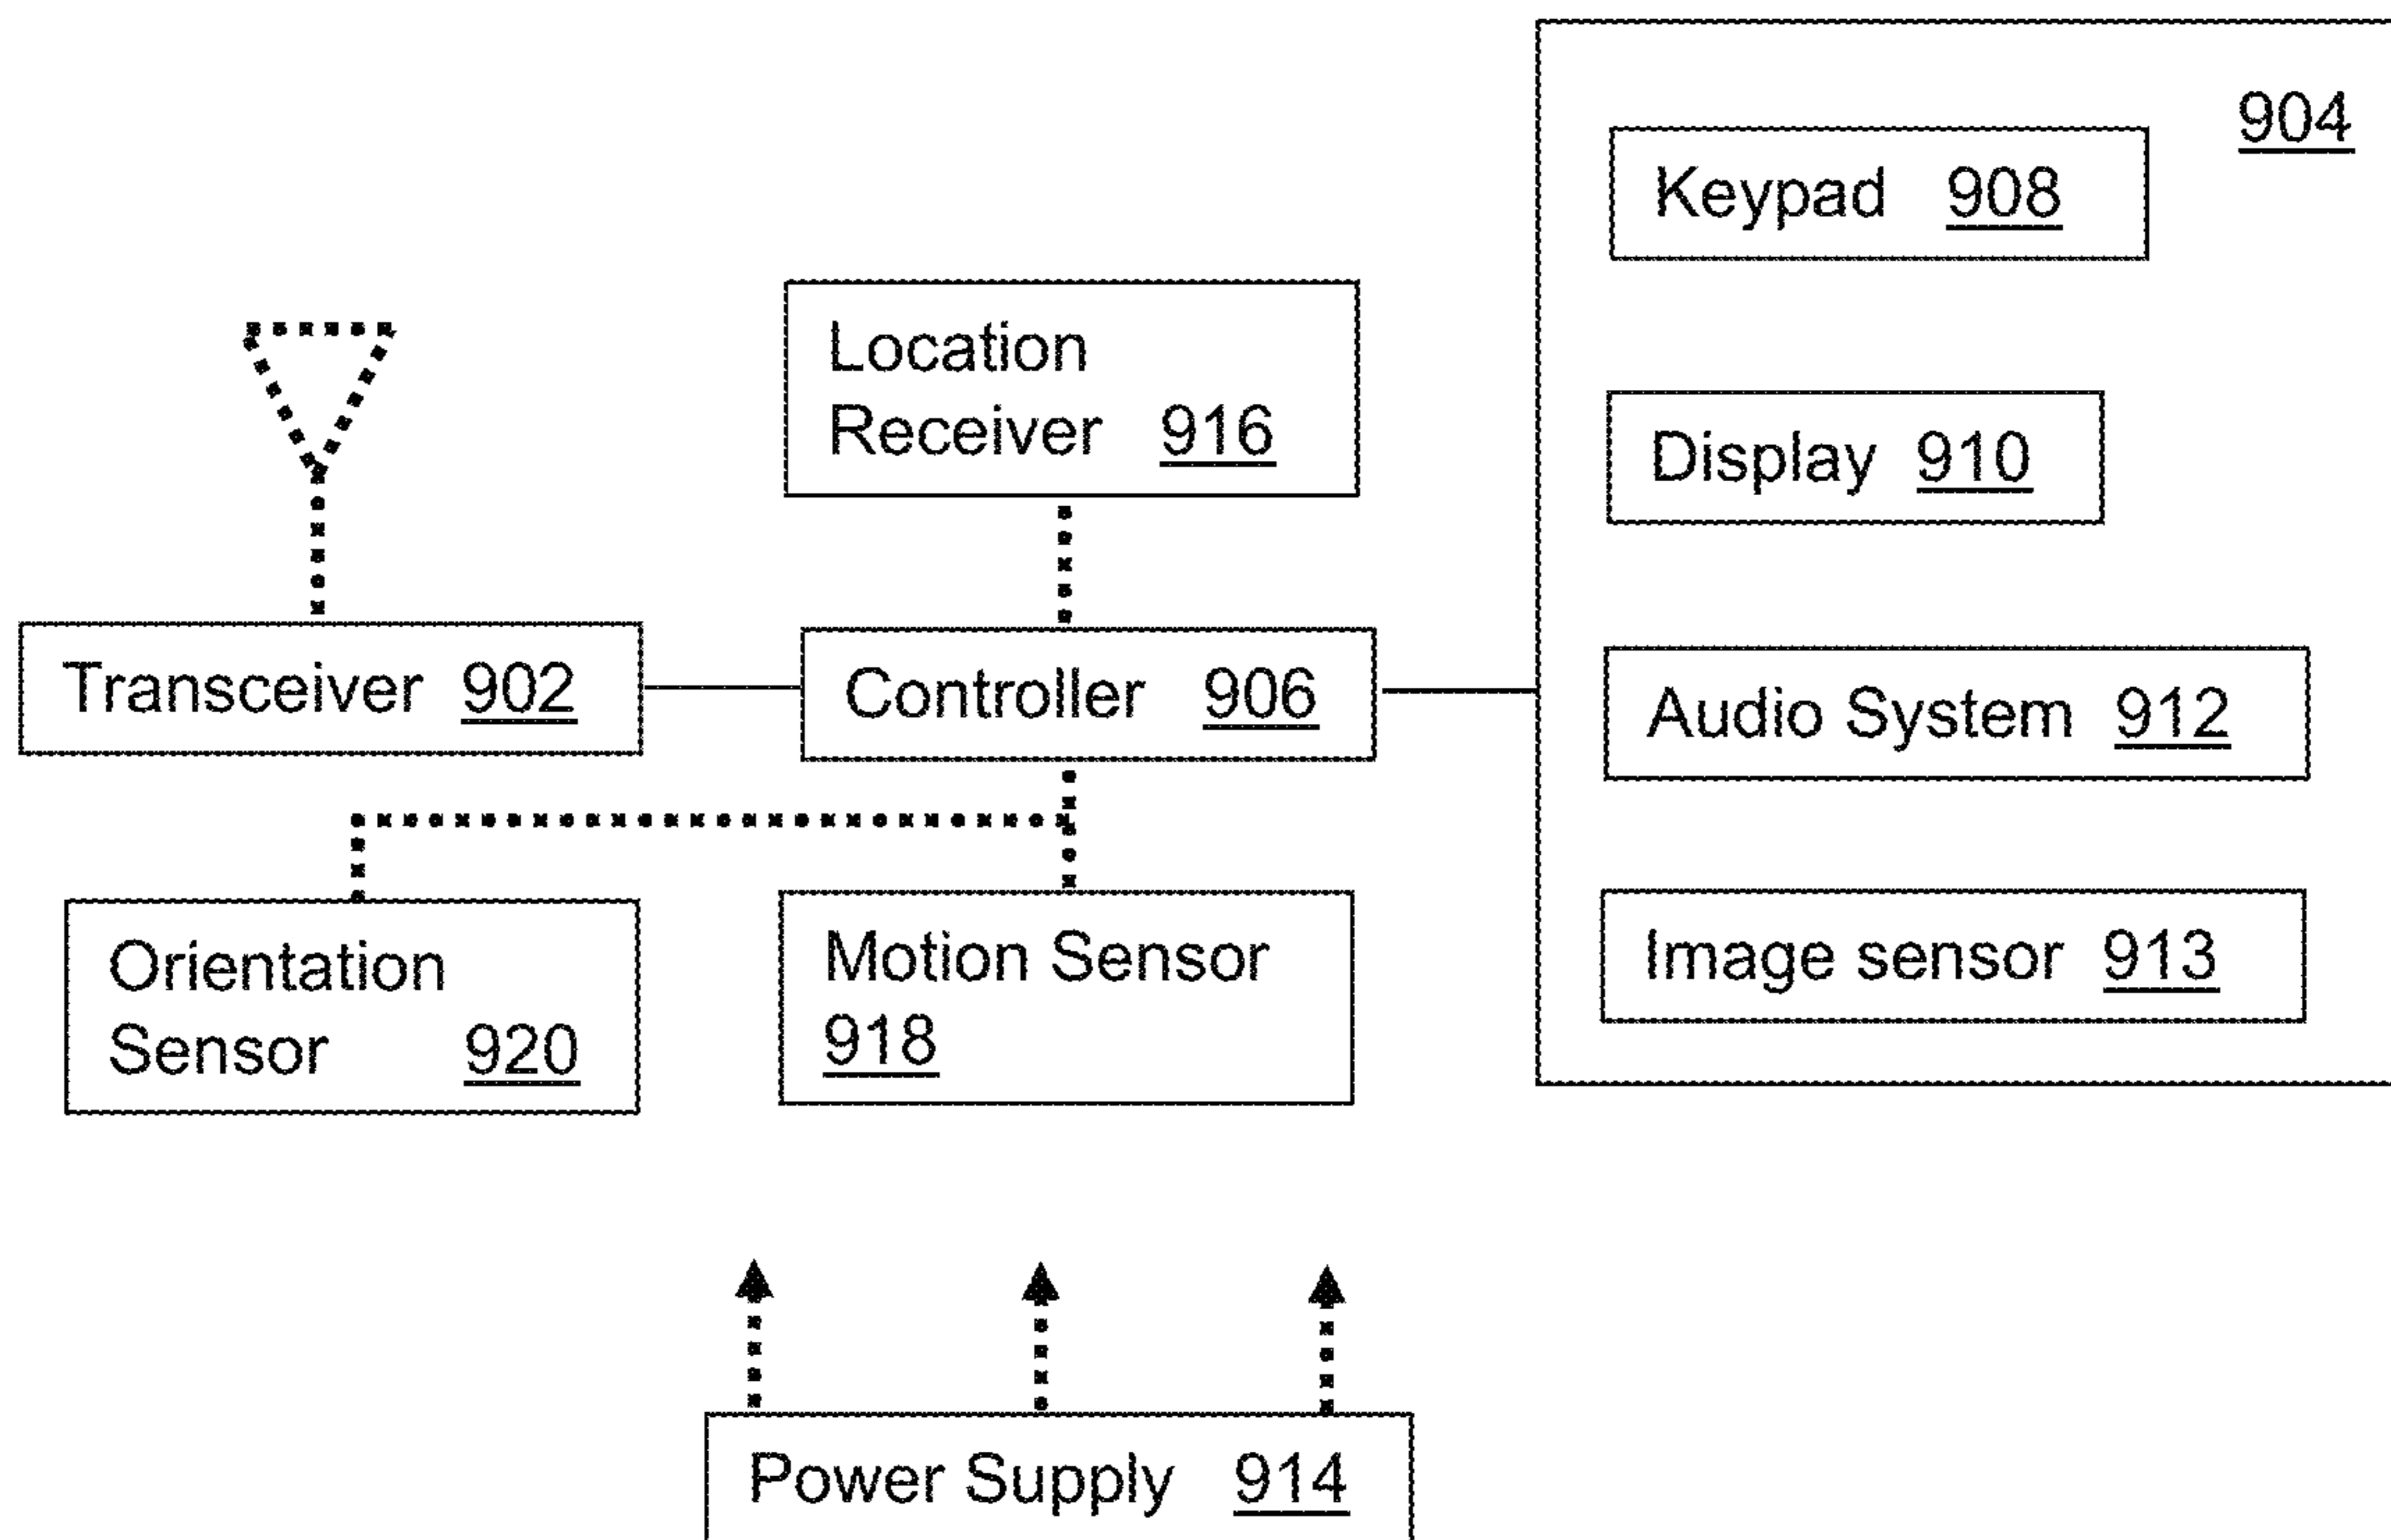 904
Keypad 908
Location
Receiver 916
Display 910
Transceiver 902
Controller 906
Audio System 912
Orientation
Sensor 920
Motion Sensor
918
Image sensor 913
Power Supply 914